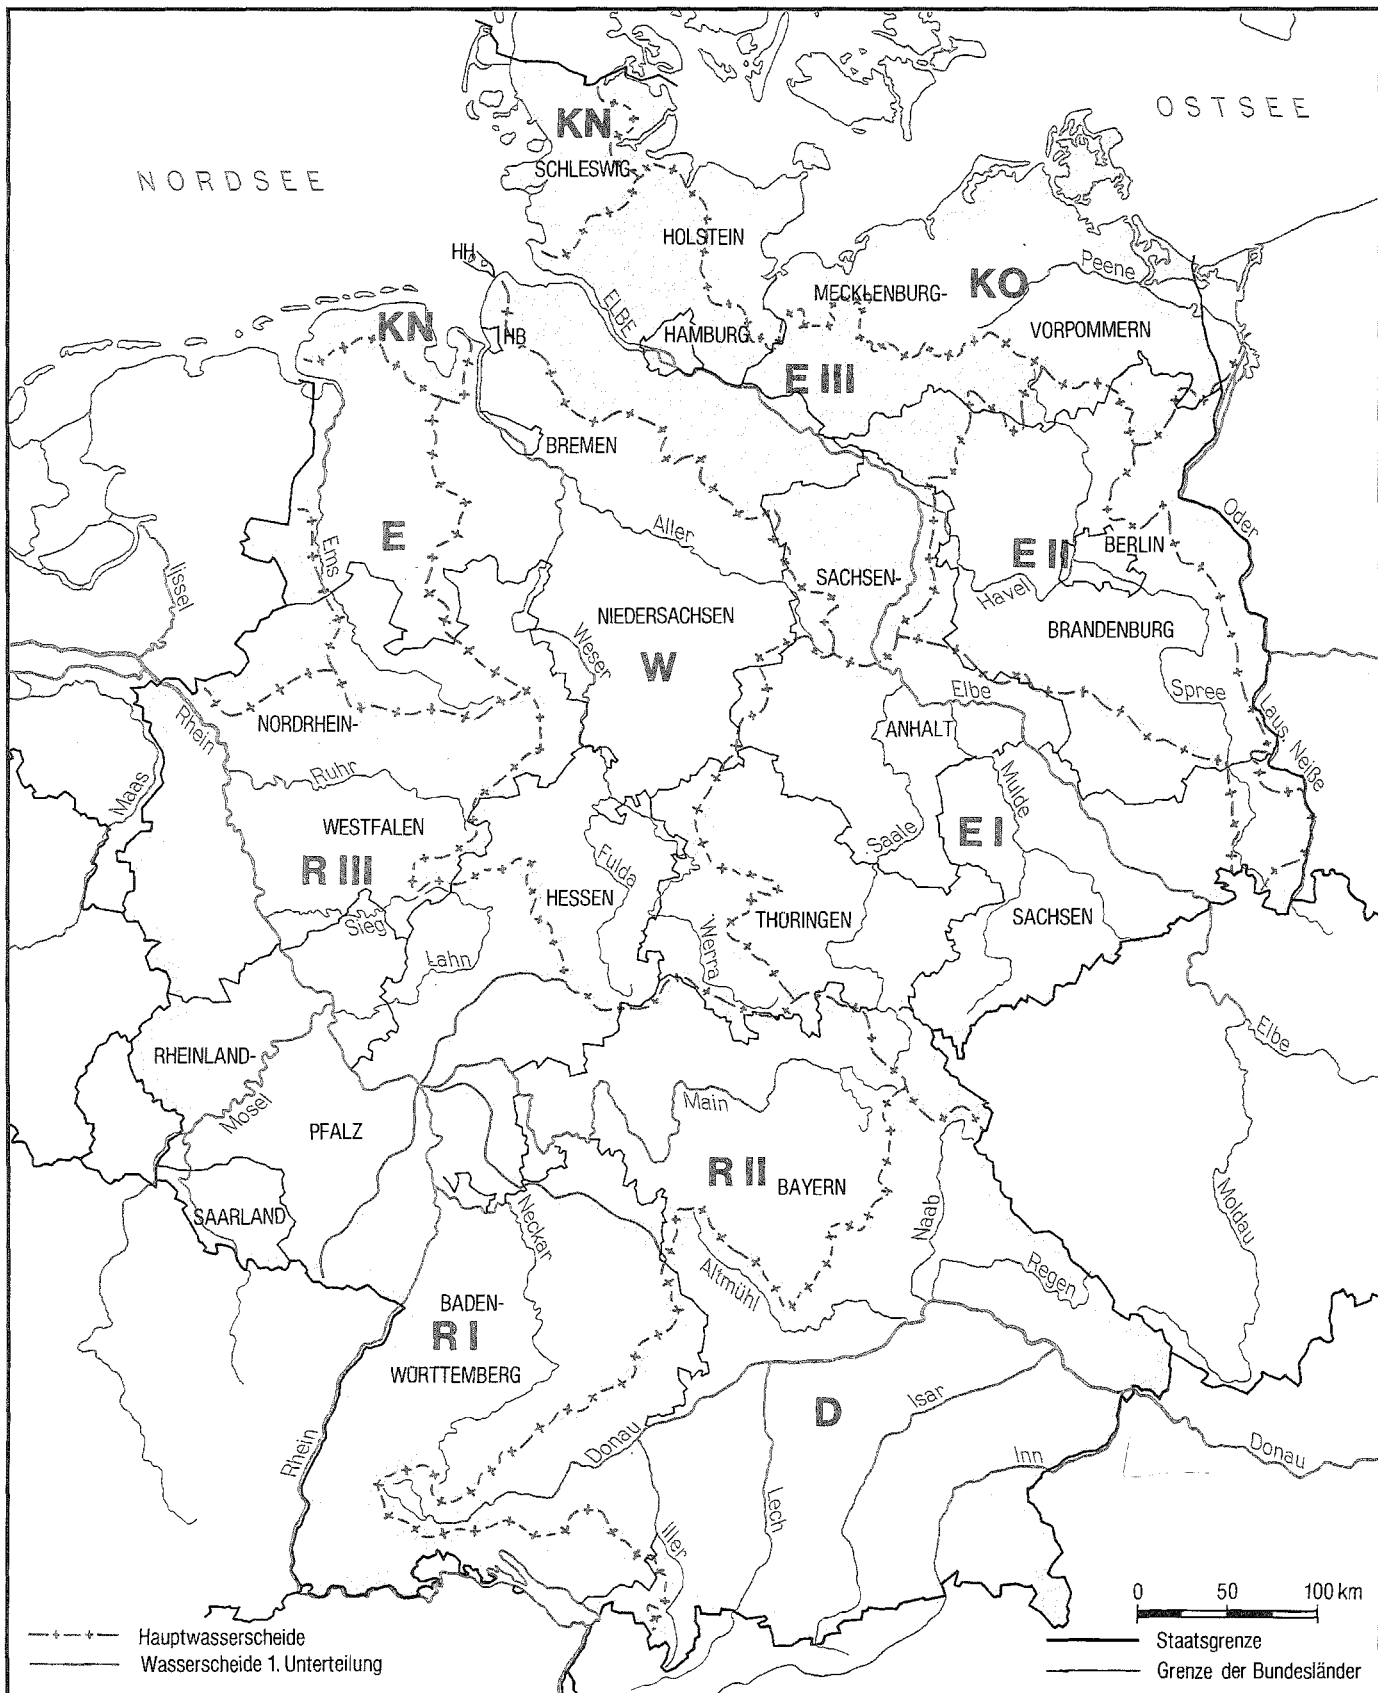 OSTSEE
KN
SCHLESWIG-
NORDSEE
HOLSTEIN
HH
Peene
KO
MECKLENBURG-
ELBE
KN
HB
HAMBURG
VORPOMMERN
E III
BREMEN
Aller
Oder
E
Ems
E II
BERLIN
Ijssel
SACHSEN-
Havel
NIEDERSACHSEN
BRANDENBURG
Weser
W
Elbe
Spree
Rhein
NORDRHEIN-
ANHALT
Laus. Neiße
Maas
Ruhr
Mulde
WESTFALEN
Saale
E I
R III
Fulda
HESSEN
THÜRINGEN
SACHSEN
Sieg
Werra
Lahn
Elbe
RHEINLAND-
Mosel
Main
PFALZ
R II
BAYERN
Moldau
SAARLAND
Neckar
Naab
Altmühl
Regen
BADEN-
R I
WÜRTTEMBERG
D
Isar
Rhein
Donau
Inn
Donau
Lech
Iller
0 50 100 km
Hauptwasserscheide
Wasserscheide 1. Unterteilung
Staatsgrenze
Grenze der Bundesländer